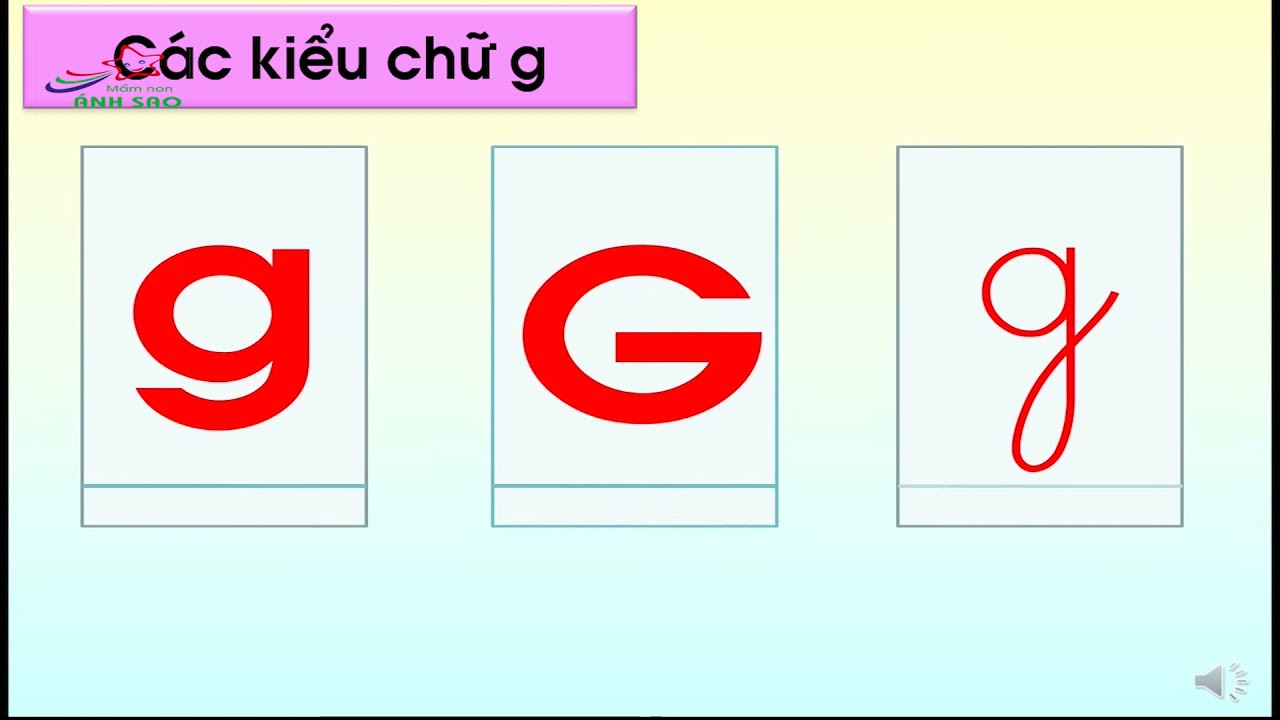 Các kiểu chữ g
Mầm non
ÁNH SAO
g G g